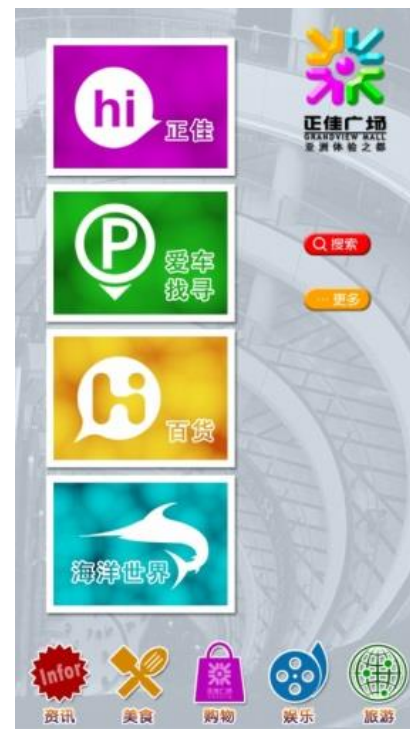 hi
正佳
正佳广场
GRANDVIEW MALL
亚洲体验之都
P
爱车
找寻
搜索
更多
Hi
百货
海洋世界
Infor
资讯
美食
购物
娱乐
旅游